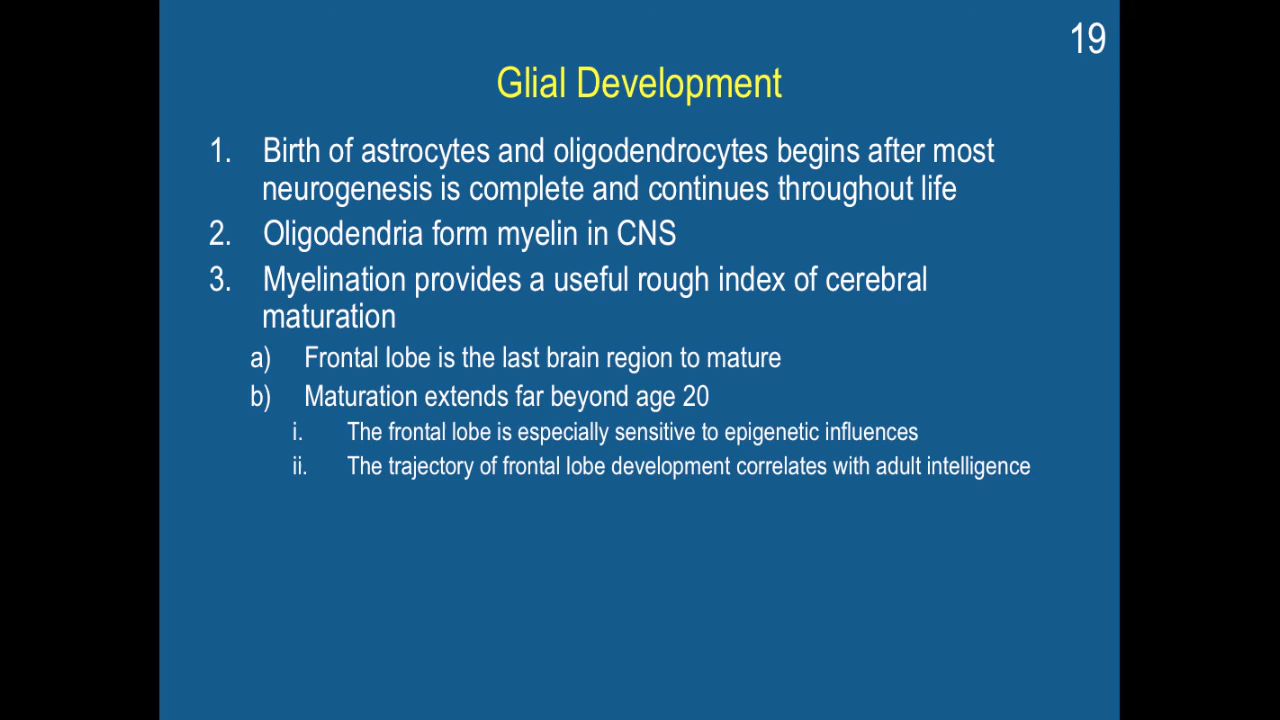 19
Glial Development
1. Birth of astrocytes and oligodendrocytes begins after most
neurogenesis is complete and continues throughout life
2. Oligodendria form myelin in CNS
3. Myelination provides a useful rough index of cerebral
maturation
a) Frontal lobe is the last brain region to mature
b) Maturation extends far beyond age 20
i. The frontal lobe is especially sensitive to epigenetic influences
ii. The trajectory of frontal lobe development correlates with adult intelligence